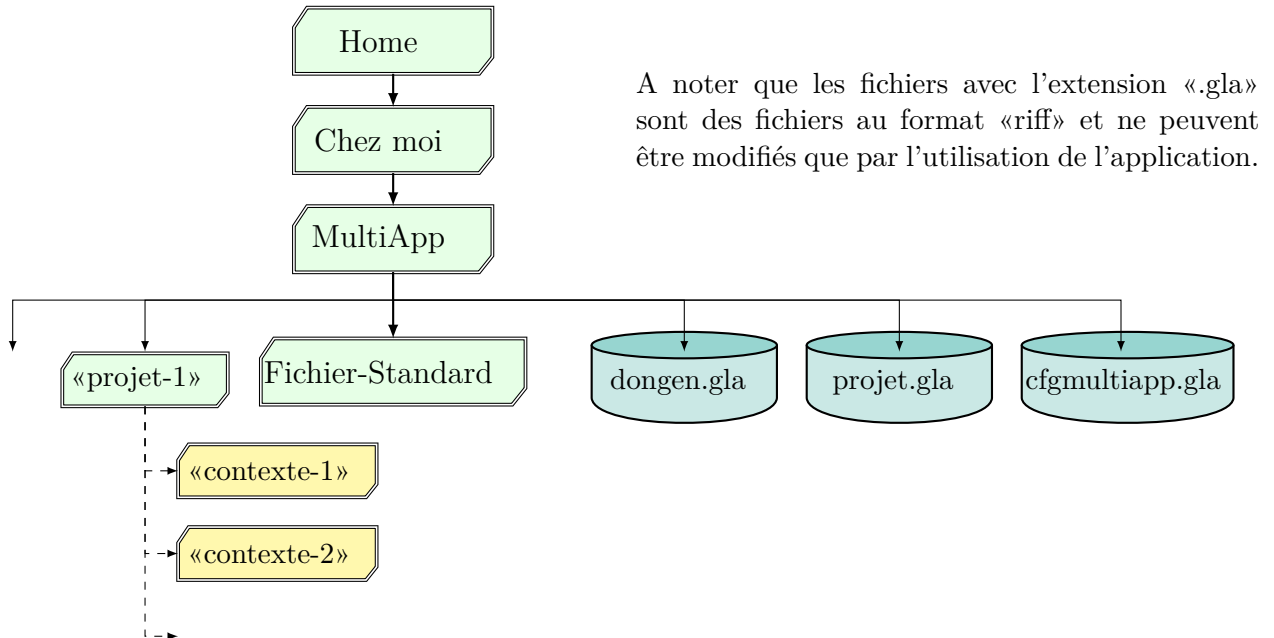 Home
A noter que les fichiers avec l'extension «.gla»
sont des fichiers au format «riff» et ne peuvent
être modifiés que par l'utilisation de l'application.
Chez moi
MultiApp
«projet-1»
Fichier-Standard
dongen.gla
projet.gla
cfgmultiapp.gla
«contexte-1»
«contexte-2»